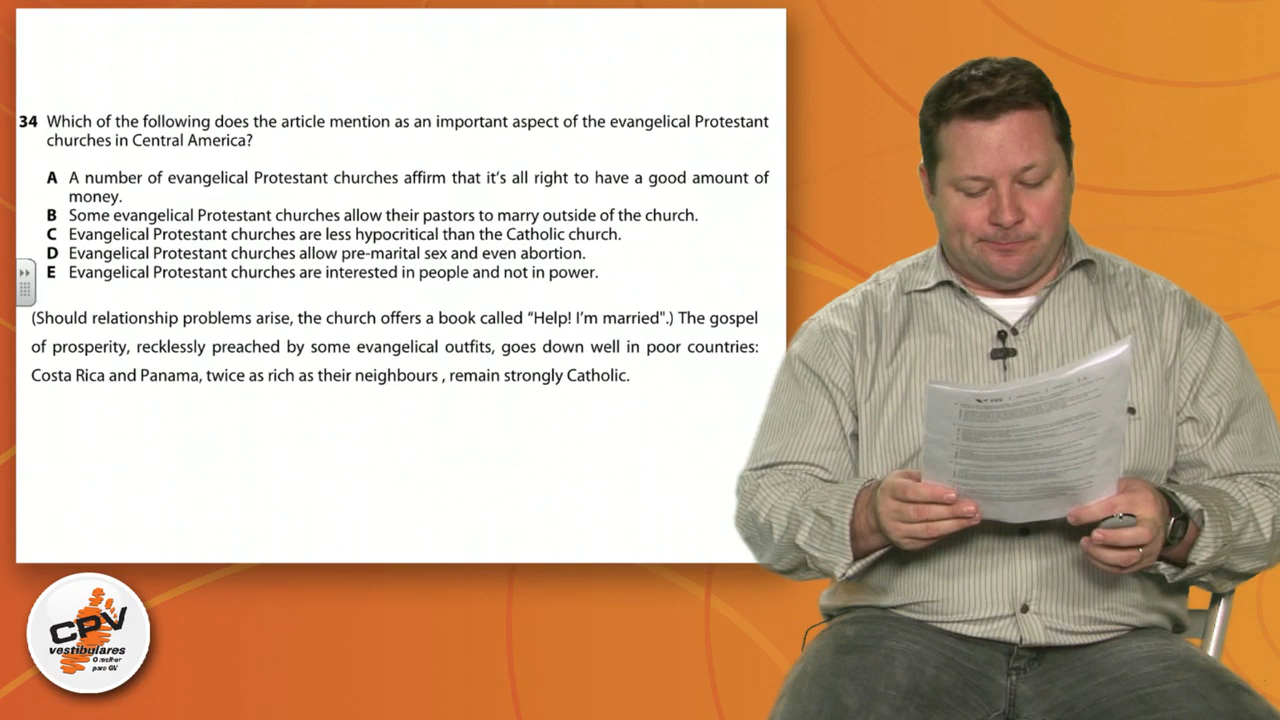 34 Which of the following does the article mention as an important aspect of the evangelical Protestant
churches in Central America?
A A number of evangelical Protestant churches affirm that it's all right to have a good amount of
money.
B Some evangelical Protestant churches allow their pastors to marry outside of the church.
C Evangelical Protestant churches are less hypocritical than the Catholic church.
D Evangelical Protestant churches allow pre-marital sex and even abortion.
E Evangelical Protestant churches are interested in people and not in power.
(Should relationship problems arise, the church offers a book called “Help! I'm married".) The gospel
of prosperity, recklessly preached by some evangelical outfits, goes down well in poor countries:
Costa Rica and Panama, twice as rich as their neighbours , remain strongly Catholic.
CPV
vestibulares
O melhor
para GV